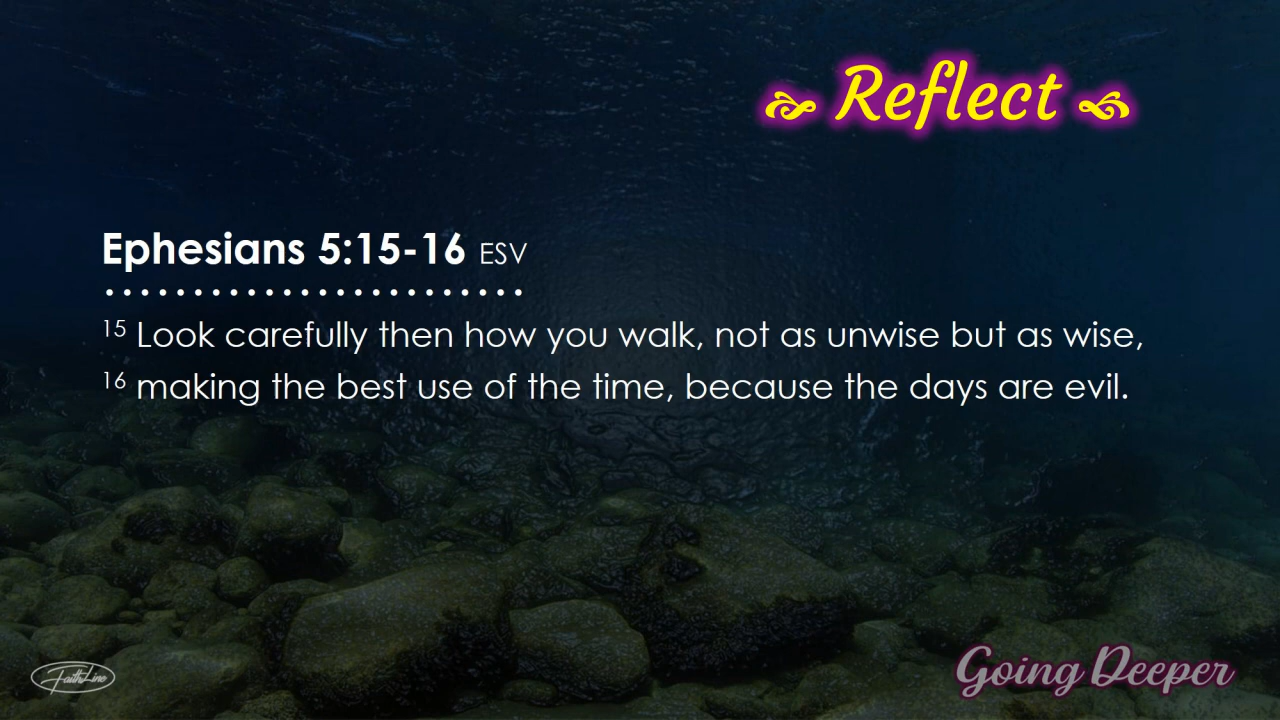 Reflect
Ephesians 5:15-16 ESV
15 Look carefully then how you walk, not as unwise but as wise,
16 making the best use of the time, because the days are evil.
FaithLine
Going Deeper